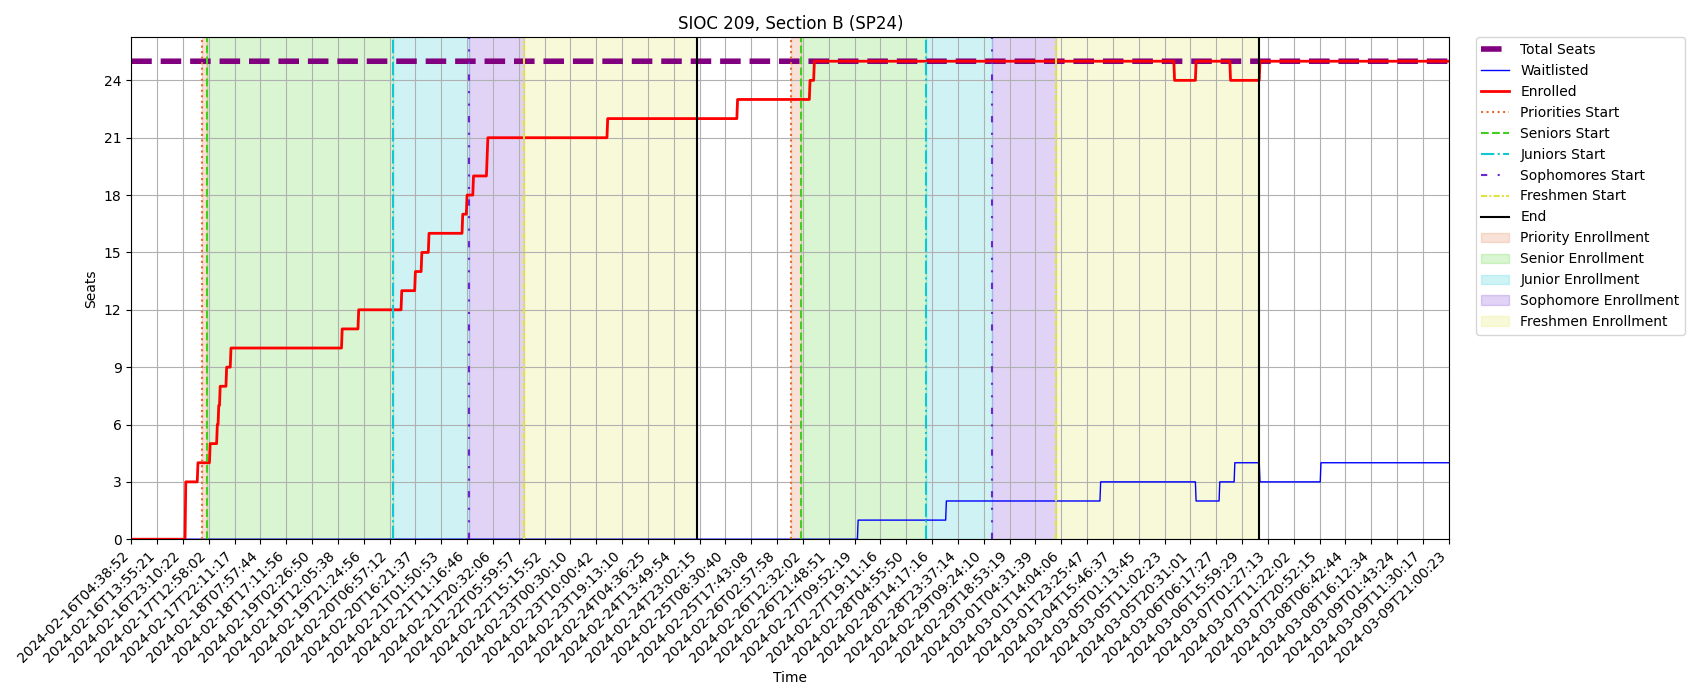 SIOC 209, Section B (SP24)
Total Seats
Waitlisted
Enrolled
Priorities Start
Seniors Start
Juniors Start
Sophomores Start
Freshmen Start
End
Priority Enrollment
Senior Enrollment
Junior Enrollment
Sophomore Enrollment
Freshmen Enrollment
Seats
24
21
18
15
12
9
6
3
0
2024-02-16T04:38:52
2024-02-16T13:55:21
2024-02-16T23:10:22
2024-02-17T12:58:02
2024-02-17T22:11:17
2024-02-18T07:57:44
2024-02-18T17:11:56
2024-02-19T02:26:50
2024-02-19T12:05:38
2024-02-19T21:24:56
2024-02-20T06:57:12
2024-02-20T16:21:37
2024-02-21T01:50:53
2024-02-21T11:16:46
2024-02-21T20:32:06
2024-02-22T05:59:57
2024-02-22T15:15:52
2024-02-23T00:30:10
2024-02-23T10:00:42
2024-02-23T19:13:10
2024-02-24T04:36:25
2024-02-24T13:49:54
2024-02-24T23:02:15
2024-02-25T08:30:40
2024-02-25T17:43:08
2024-02-26T02:57:58
2024-02-26T12:32:02
2024-02-26T21:48:51
2024-02-27T09:52:19
2024-02-27T19:11:16
2024-02-28T04:55:50
2024-02-28T14:17:16
2024-02-28T23:37:14
2024-02-29T09:24:10
2024-02-29T18:53:19
2024-03-01T04:31:39
2024-03-01T14:04:06
2024-03-01T23:25:47
2024-03-04T15:46:37
2024-03-05T01:13:45
2024-03-05T11:02:23
2024-03-05T20:31:01
2024-03-06T06:17:27
2024-03-06T15:59:29
2024-03-07T01:27:13
2024-03-07T11:22:02
2024-03-07T20:52:15
2024-03-08T06:42:44
2024-03-08T16:12:34
2024-03-09T01:43:24
2024-03-09T11:30:17
2024-03-09T21:00:23
Time